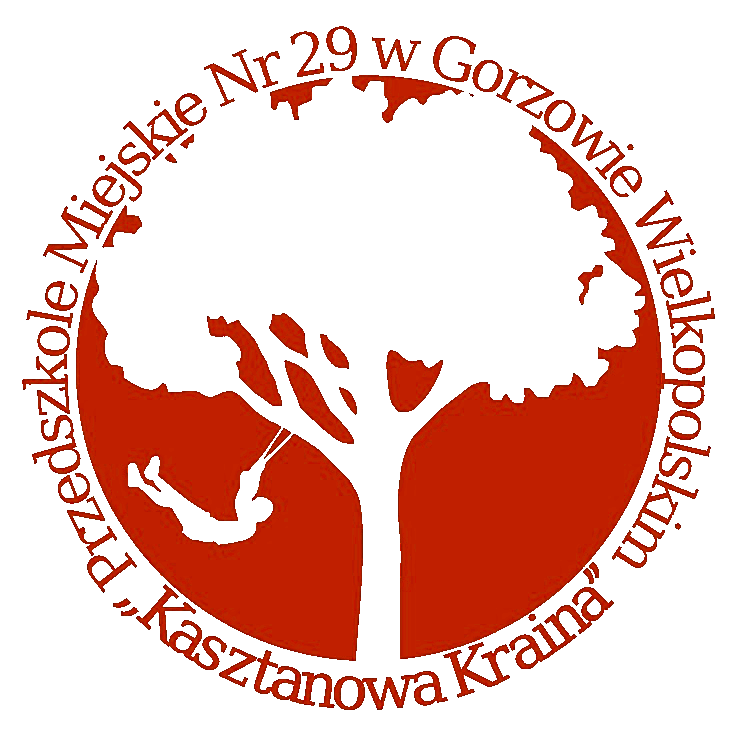 Przedszkole Miejskie Nr 29 w Gorzowie Wielkopolskim
„Kasztanowa Kraina”